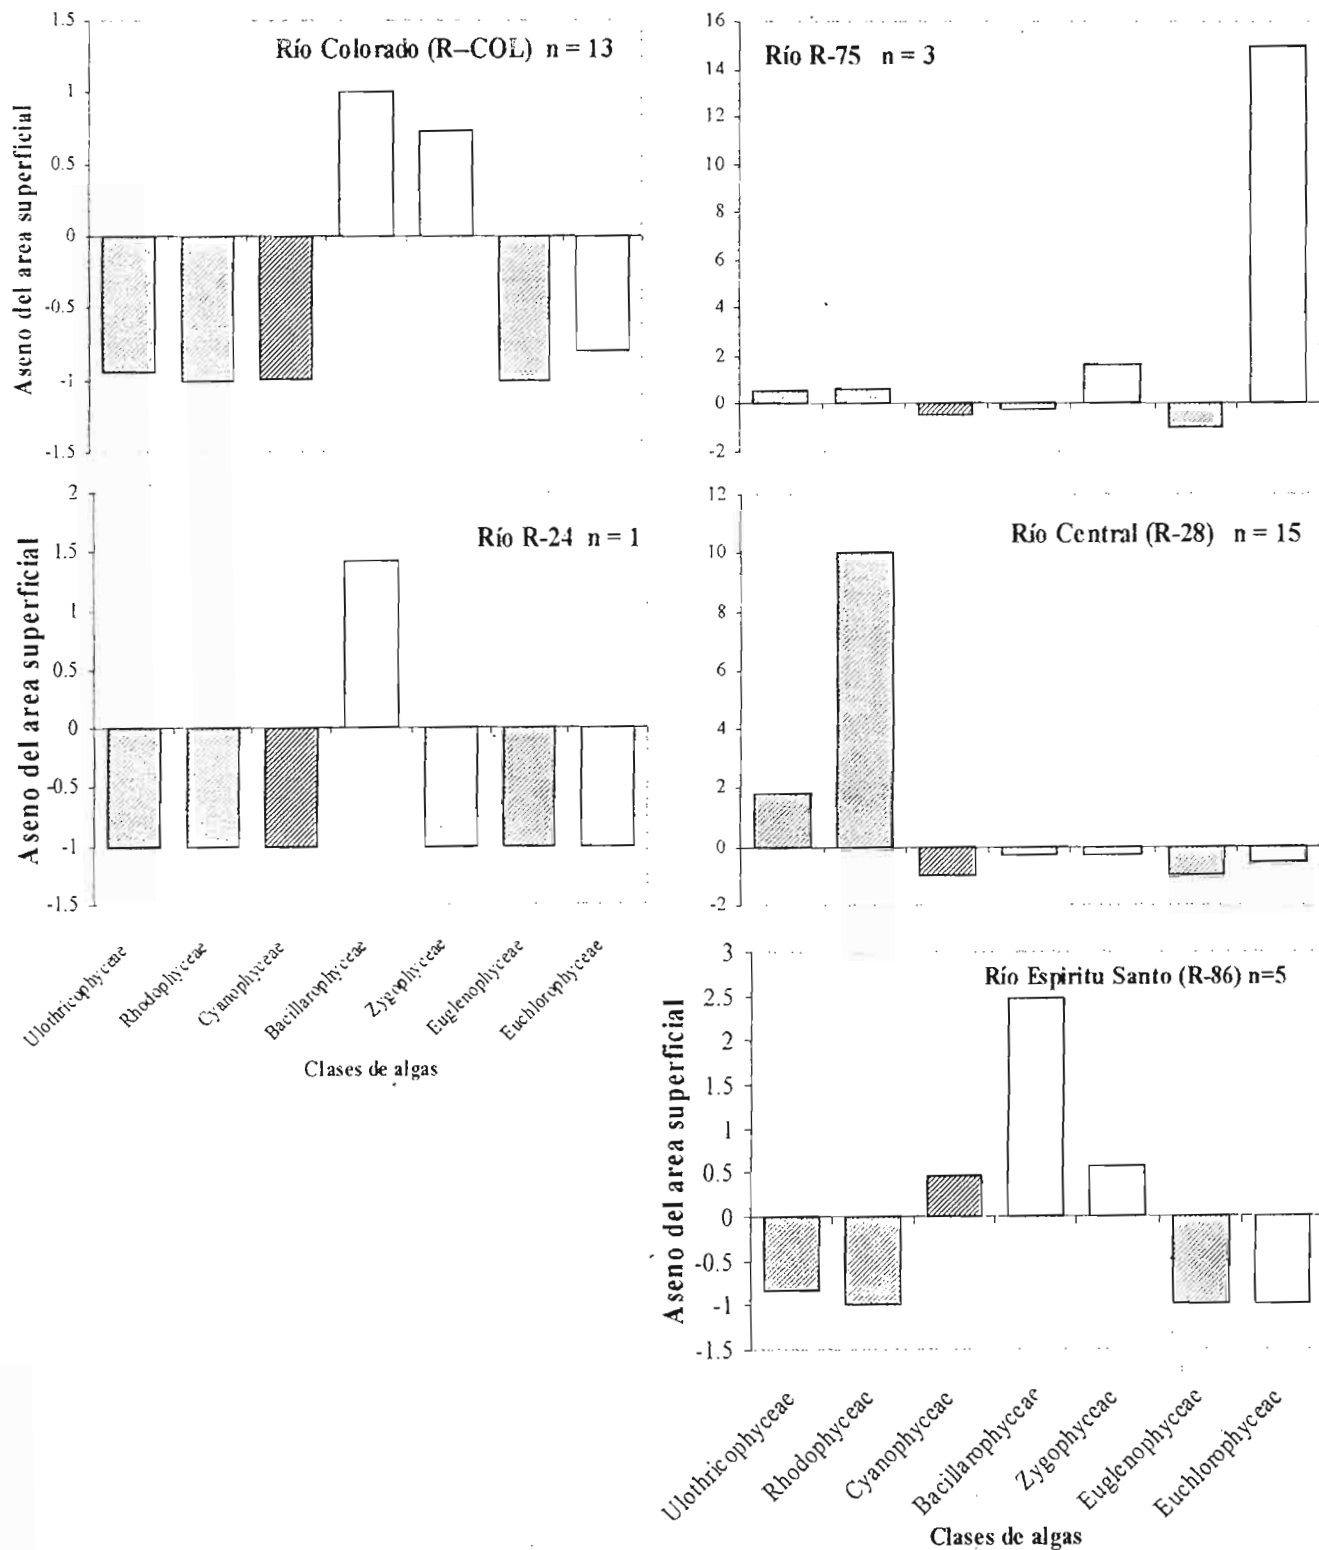 Río Colorado (R–COL) n = 13
Aseno del area superficial
1.5
1
0.5
0
-0.5
-1
-1.5
Río R-75 n = 3
16
14
12
10
8
6
4
2
0
-2
Río R-24 n = 1
Aseno del area superficial
2
1.5
1
0.5
0
-0.5
-1
-1.5
Ulothricophyceae
Rhodophyceae
Cyanophyceae
Bacillarophyceae
Zygophyceae
Euglenophyceae
Euchlorophyceae
Clases de algas
Río Central (R-28) n = 15
12
10
8
6
4
2
0
-2
Río Espiritu Santo (R-86) n=5
Aseno del area superficial
3
2.5
2
1.5
1
0.5
0
-0.5
-1
-1.5
Ulothricophyceae
Rhodophyceae
Cyanophyceae
Bacillarophyceae
Zygophyceae
Euglenophyceae
Euchlorophyceae
Clases de algas